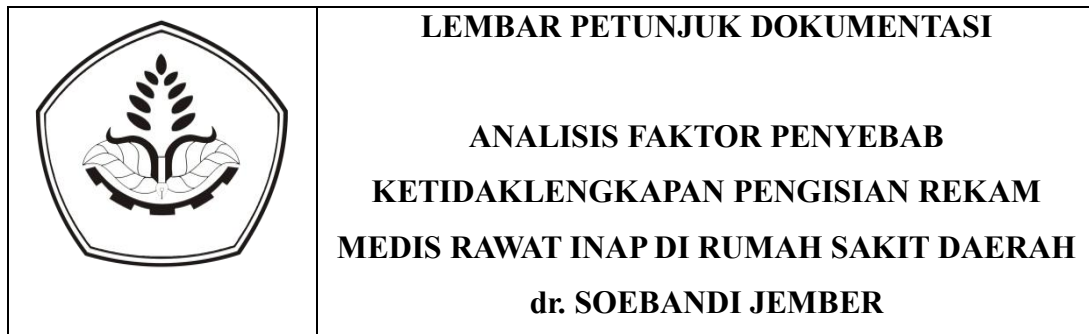 LEMBAR PETUNJUK DOKUMENTASI
ANALISIS FAKTOR PENYEBAB
KETIDAKLENGKAPAN PENGISIAN REKAM
MEDIS RAWAT INAP DI RUMAH SAKIT DAERAH
dr. SOEBANDI JEMBER